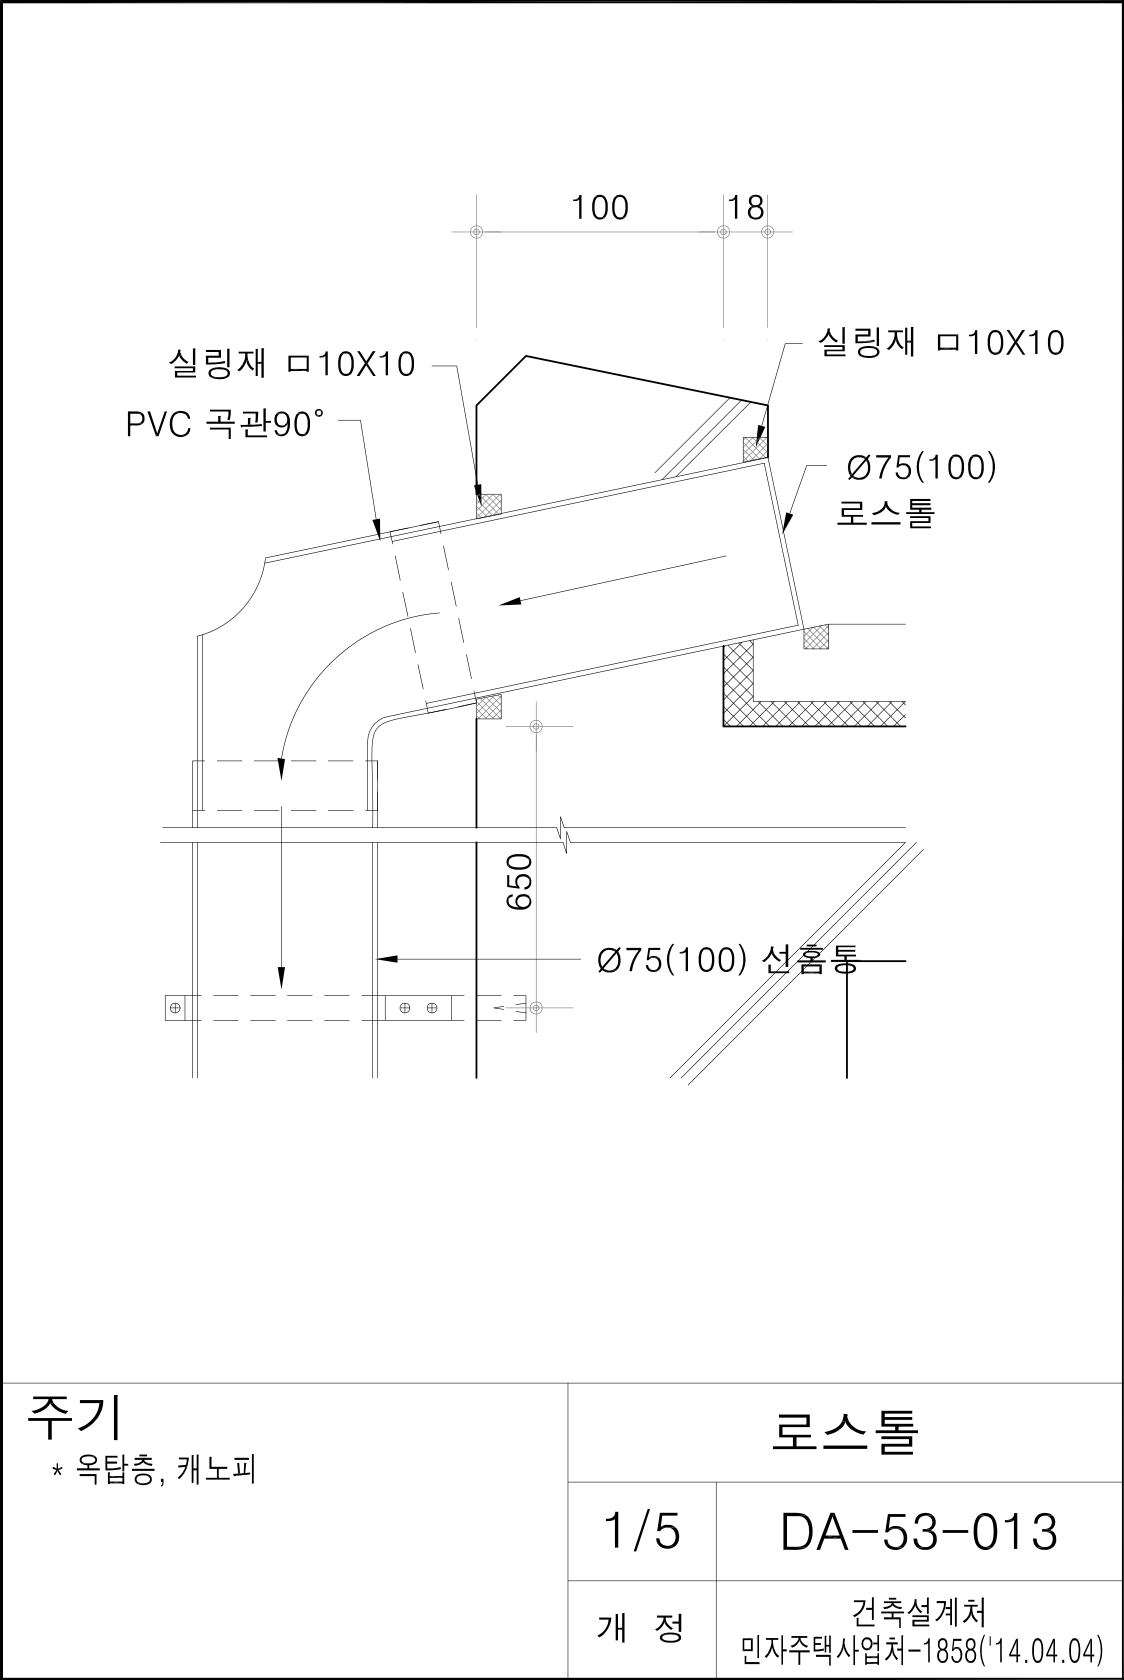 100
18
실링재 ㅁ10X10
실링재 ㅁ10X10
PVC 곡관90°
Ø75(100)
로스톨
650
Ø75(100) 선홈통
주기
* 옥탑층, 캐노피
로스톨
1/5
DA-53-013
개 정
건축설계처
민자주택사업처-1858('14.04.04)